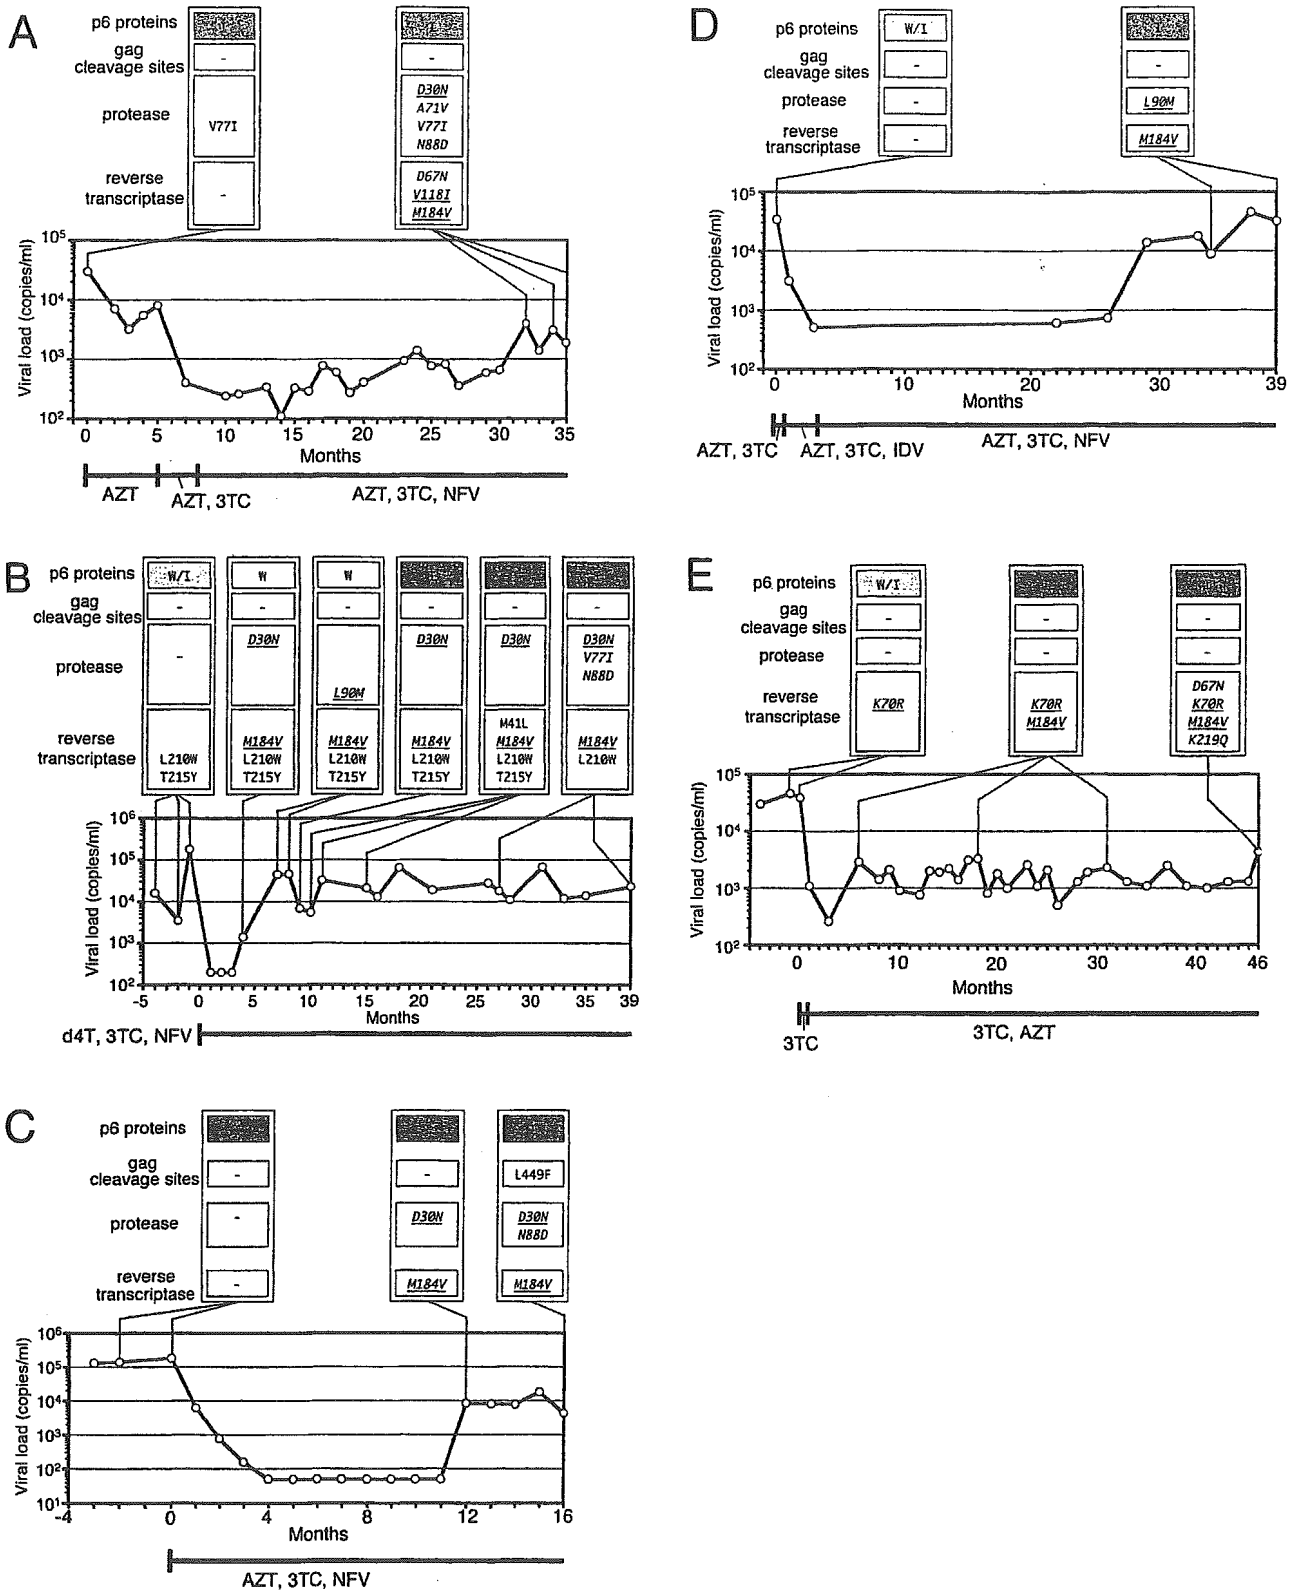 A
p6 proteins
gag
cleavage sites
- -
protease
V77I
D30N
A71V
V77I
N88D
reverse
transcriptase
-
D67N
V118I
M184V
Viral load (copies/ml)
10^5
10^4
10^3
10^2
0 5 10 15 20 25 30 35
Months
AZT AZT, 3TC AZT, 3TC, NFV
B
p6 proteins
W/I W W
gag
cleavage sites
- - - - - -
protease
- D30N L90M D30N D30N D30N
V77I
N88D
reverse
transcriptase
L210W
T215Y
M184V
L210W
T215Y
M184V
L210W
T215Y
M184V
L210W
T215Y
M41L
M184V
L210W
T215Y
M184V
L210W
Viral load (copies/ml)
10^6
10^5
10^4
10^3
10^2
-5 0 5 10 15 20 25 30 35 39
Months
d4T, 3TC, NFV
C
p6 proteins
gag
cleavage sites
- - L449F
protease
- D30N D30N
N88D
reverse
transcriptase
- M184V M184V
Viral load (copies/ml)
10^6
10^5
10^4
10^3
10^2
10^1
-4 0 4 8 12 16
Months
AZT, 3TC, NFV
D
p6 proteins
W/I
gag
cleavage sites
- -
protease
- L90M
reverse
transcriptase
- M184V
Viral load (copies/ml)
10^5
10^4
10^3
10^2
0 10 20 30 39
Months
AZT, 3TC AZT, 3TC, IDV AZT, 3TC, NFV
E
p6 proteins
W/I
gag
cleavage sites
- - -
protease
- - -
reverse
transcriptase
K70R
K70R
M184V
D67N
K70R
M184V
K219Q
Viral load (copies/ml)
10^5
10^4
10^3
10^2
0 10 20 30 40 46
Months
3TC 3TC, AZT